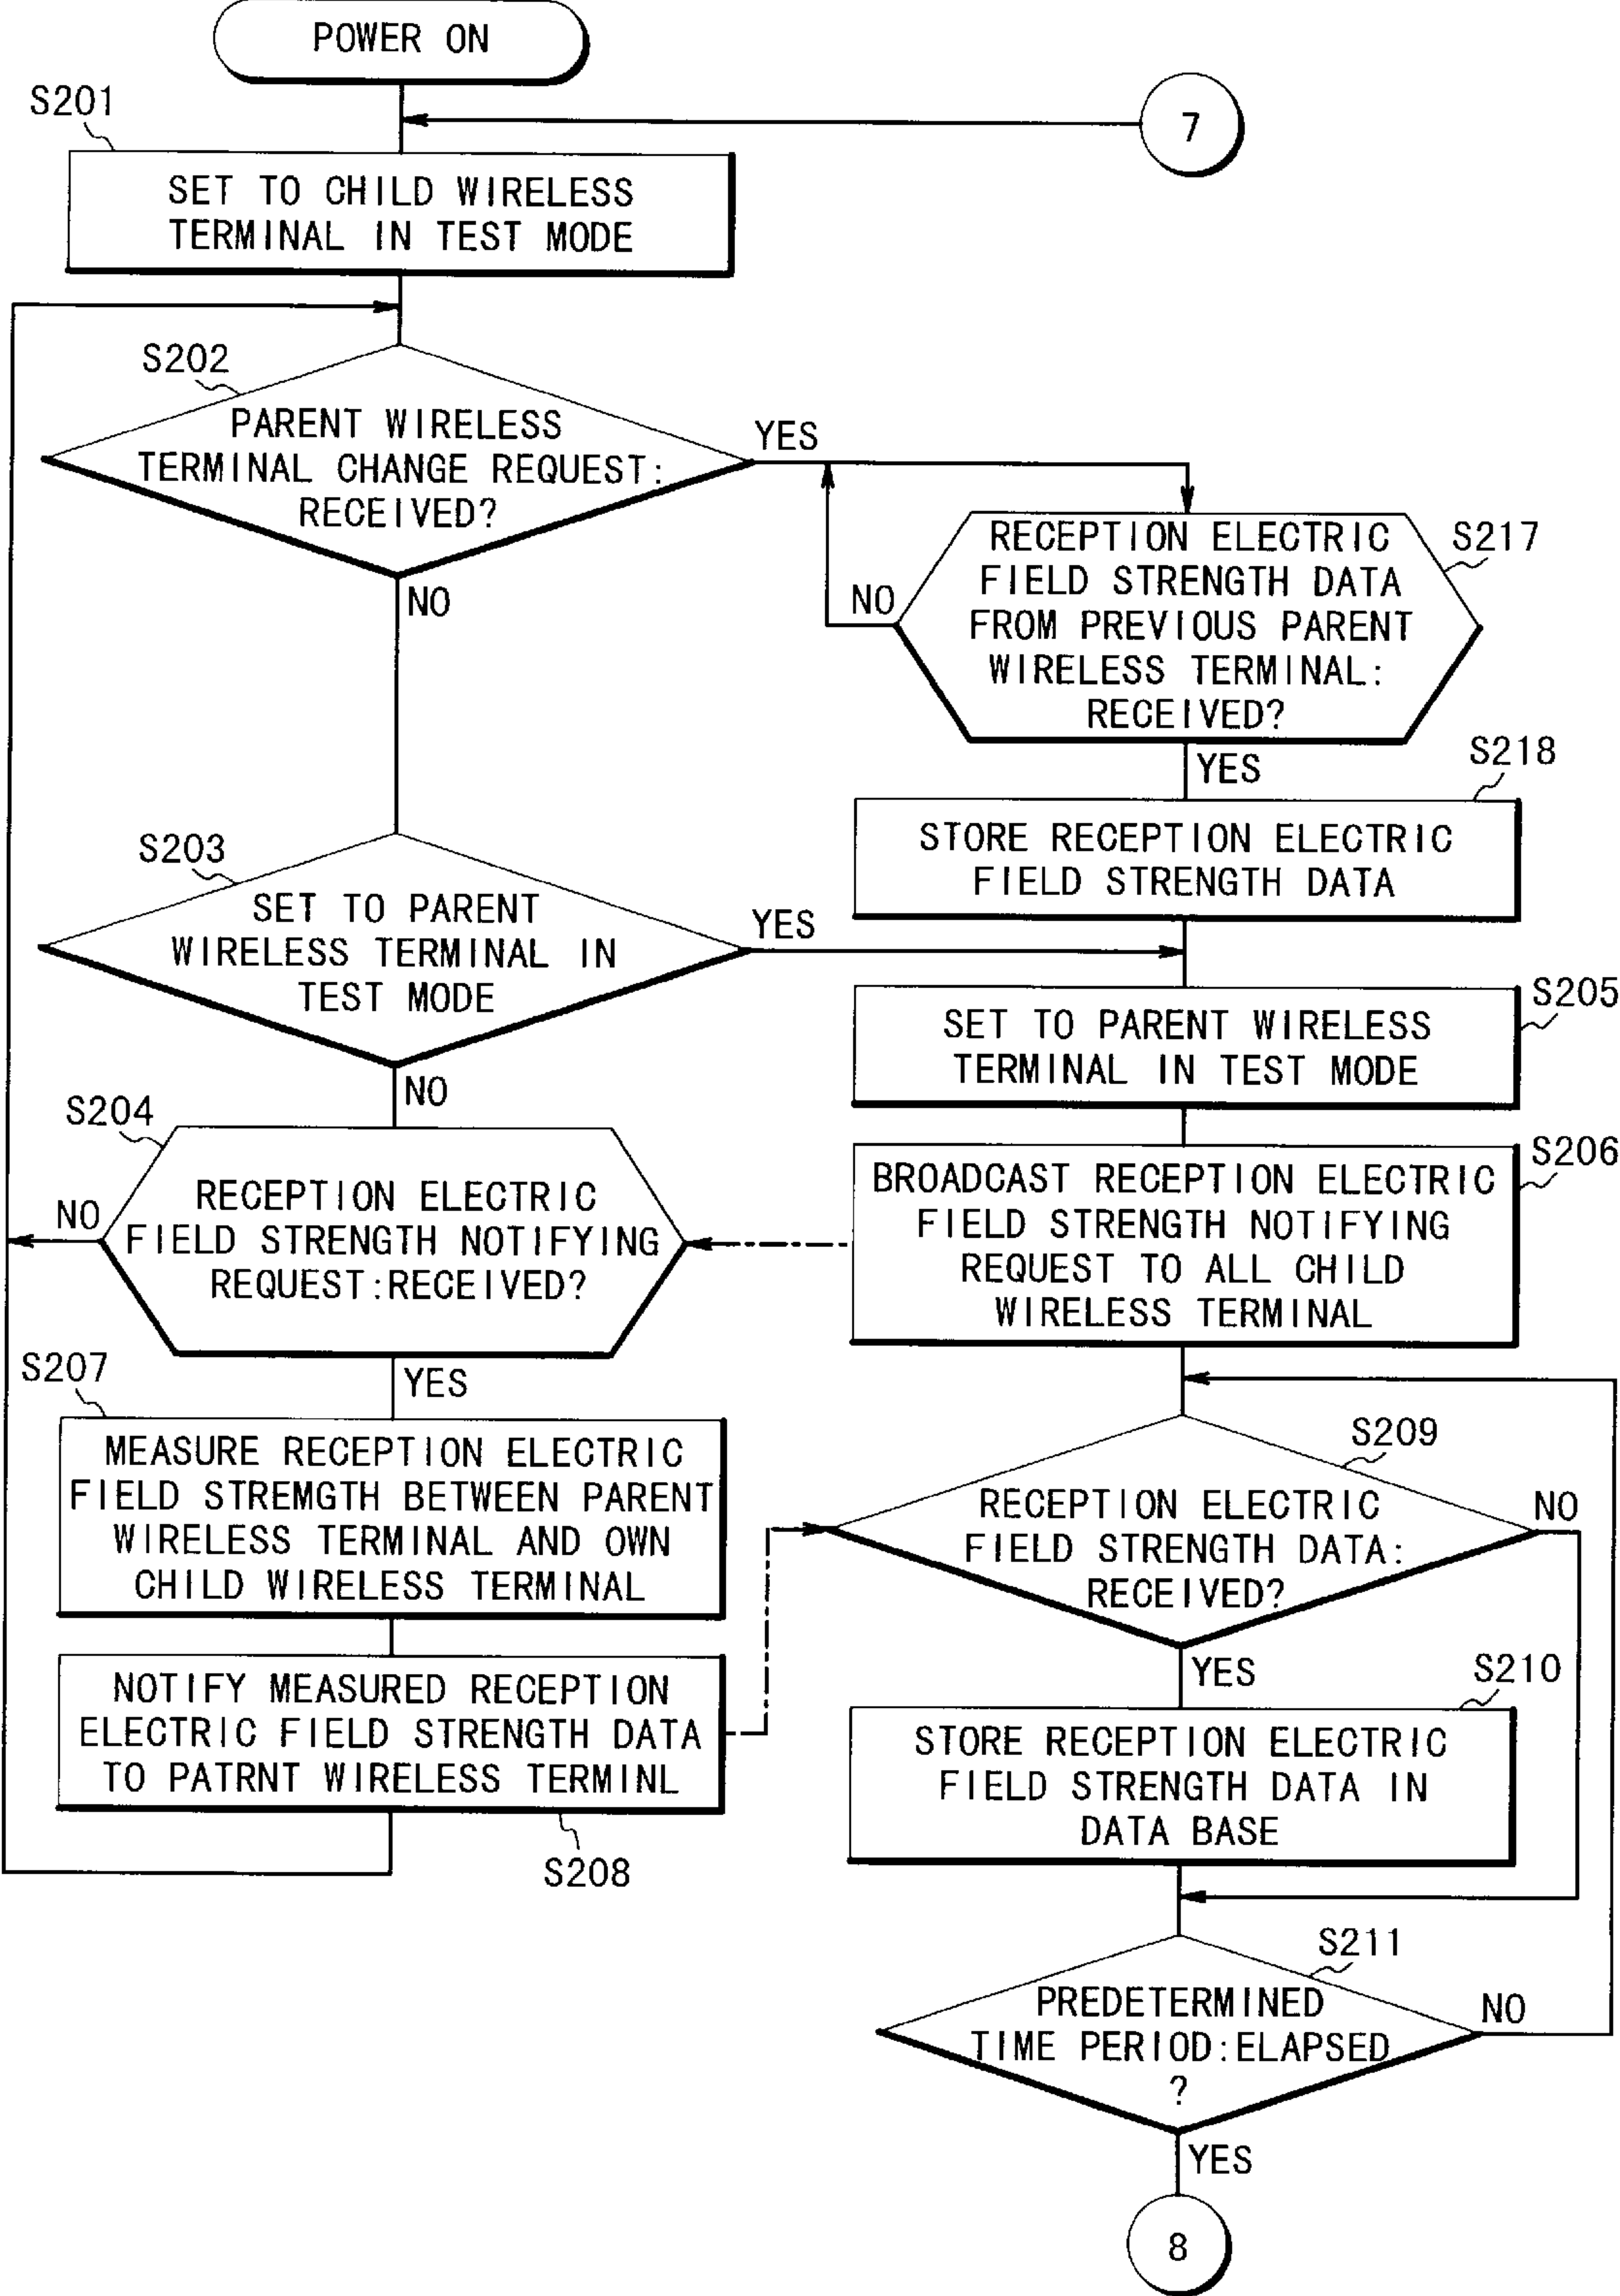 POWER ON
7
S201
SET TO CHILD WIRELESS
TERMINAL IN TEST MODE
S202
PARENT WIRELESS
TERMINAL CHANGE REQUEST:
RECEIVED?
YES
NO
RECEPTION ELECTRIC
FIELD STRENGTH DATA
FROM PREVIOUS PARENT
WIRELESS TERMINAL:
RECEIVED?
S217
NO
YES
S218
STORE RECEPTION ELECTRIC
FIELD STRENGTH DATA
S203
SET TO PARENT
WIRELESS TERMINAL IN
TEST MODE
YES
NO
S205
SET TO PARENT WIRELESS
TERMINAL IN TEST MODE
S204
RECEPTION ELECTRIC
FIELD STRENGTH NOTIFYING
REQUEST:RECEIVED?
NO
YES
S206
BROADCAST RECEPTION ELECTRIC
FIELD STRENGTH NOTIFYING
REQUEST TO ALL CHILD
WIRELESS TERMINAL
S207
MEASURE RECEPTION ELECTRIC
FIELD STREMGTH BETWEEN PARENT
WIRELESS TERMINAL AND OWN
CHILD WIRELESS TERMINAL
S209
RECEPTION ELECTRIC
FIELD STRENGTH DATA:
RECEIVED?
NO
YES
NOTIFY MEASURED RECEPTION
ELECTRIC FIELD STRENGTH DATA
TO PATRNT WIRELESS TERMINL
S208
S210
STORE RECEPTION ELECTRIC
FIELD STRENGTH DATA IN
DATA BASE
S211
PREDETERMINED
TIME PERIOD:ELAPSED
?
NO
YES
8